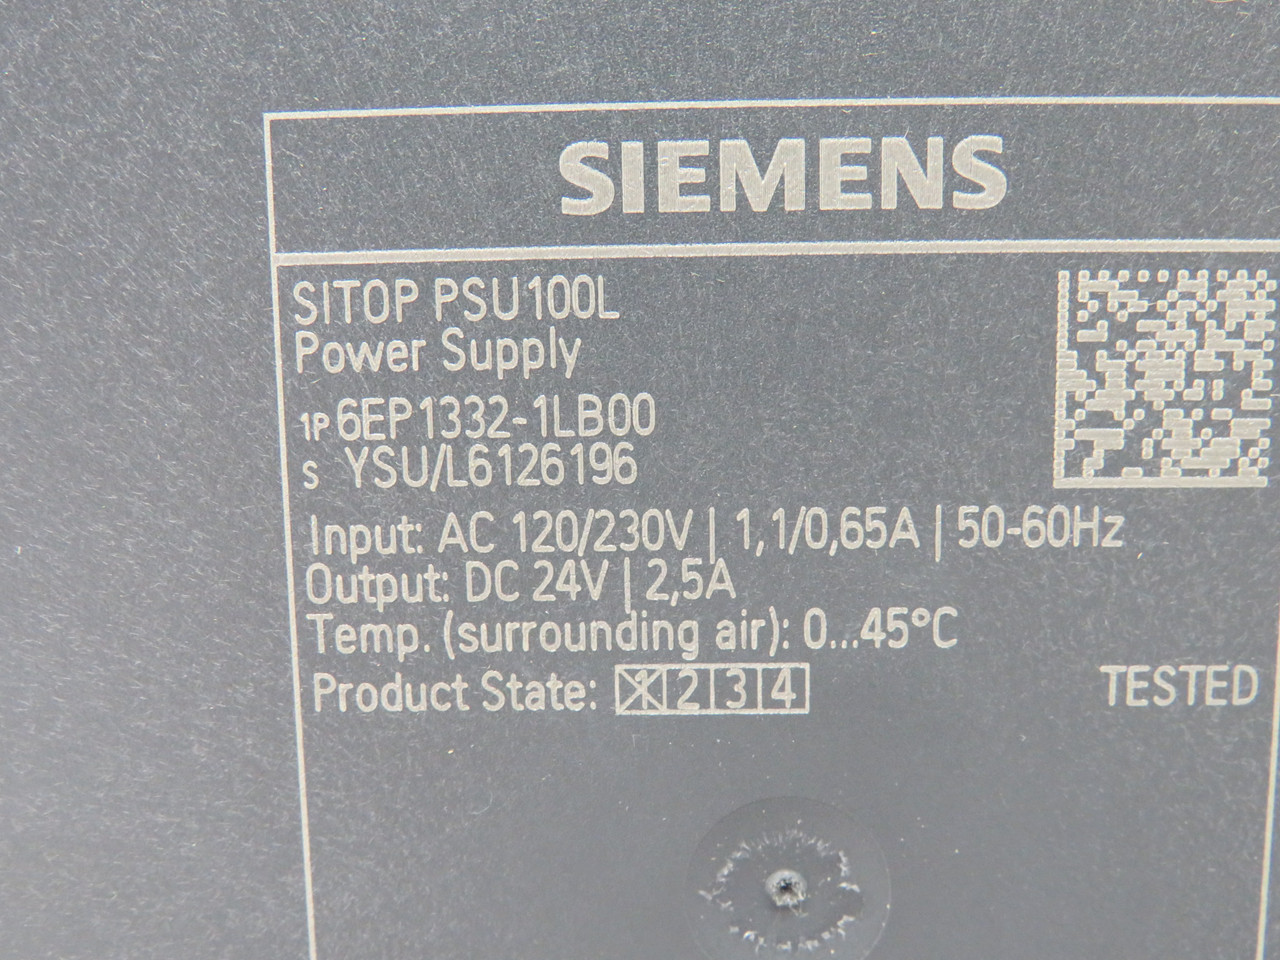 SIEMENS
SITOP PSU100L
Power Supply
1P 6EP1332-1LB00
S YSU/L6126196
Input: AC 120/230V | 1,1/0,65A | 50-60Hz
Output: DC 24V | 2,5A
Temp. (surrounding air): 0...45°C
Product State: 1 2 3 4
TESTED